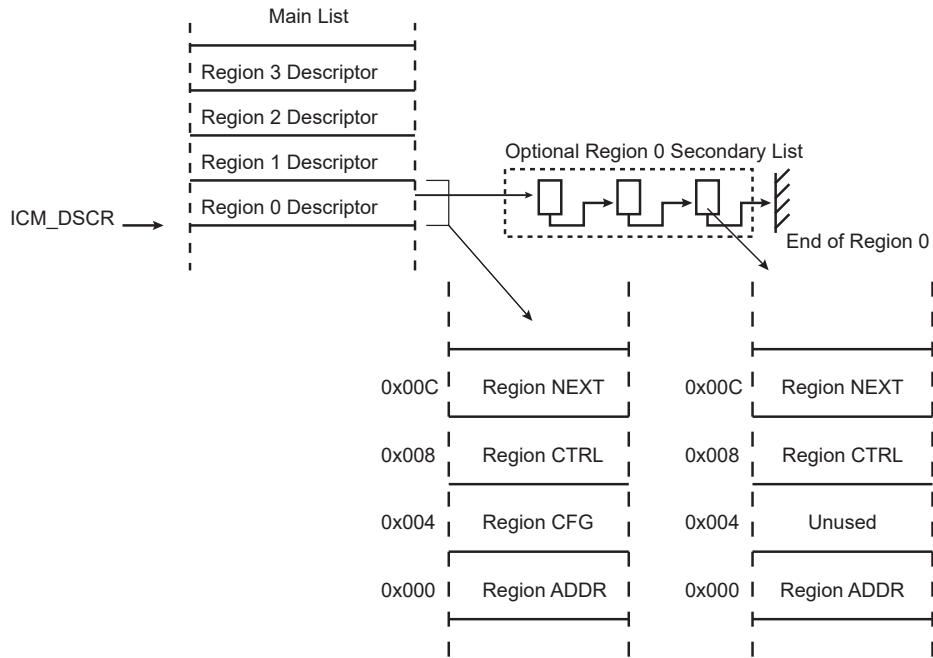 Main List
Region 3 Descriptor
Region 2 Descriptor
Region 1 Descriptor
Region 0 Descriptor
ICM_DSCR
Optional Region 0 Secondary List
End of Region 0
0x00C Region NEXT
0x008 Region CTRL
0x004 Region CFG
0x000 Region ADDR
0x00C Region NEXT
0x008 Region CTRL
0x004 Unused
0x000 Region ADDR